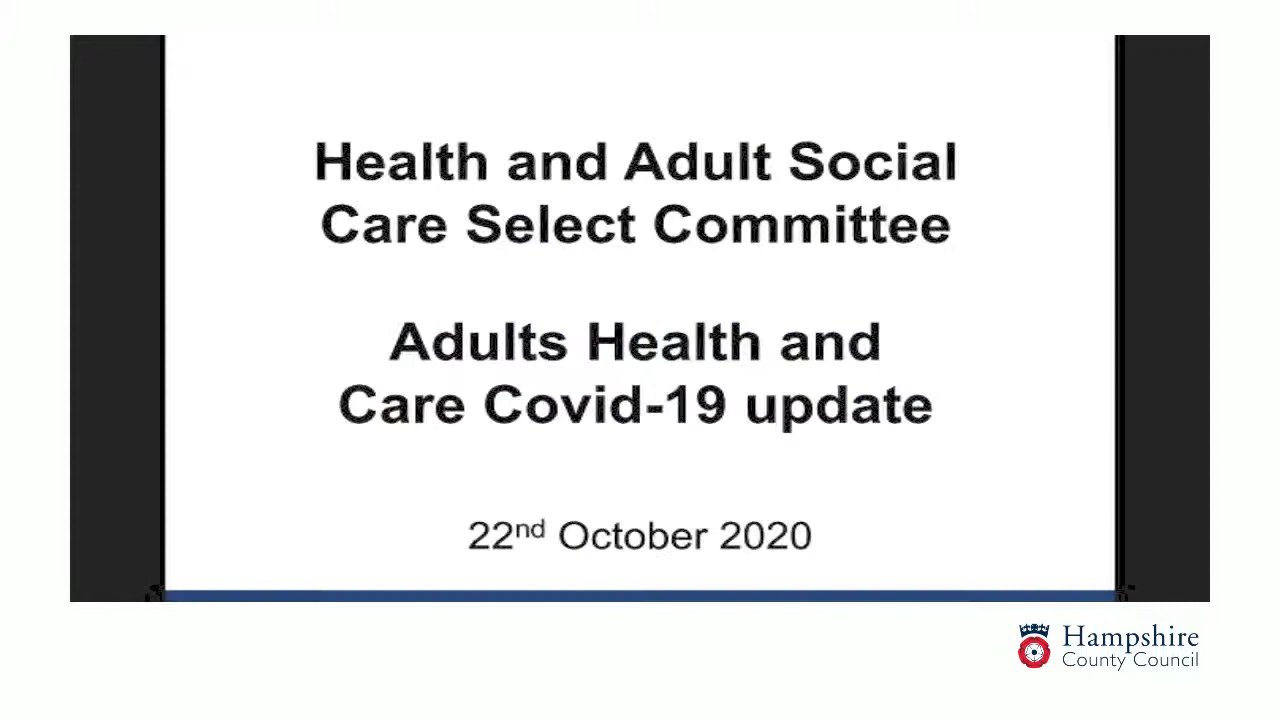 Health and Adult Social
Care Select Committee
Adults Health and
Care Covid-19 update
22nd October 2020
Hampshire
County Council